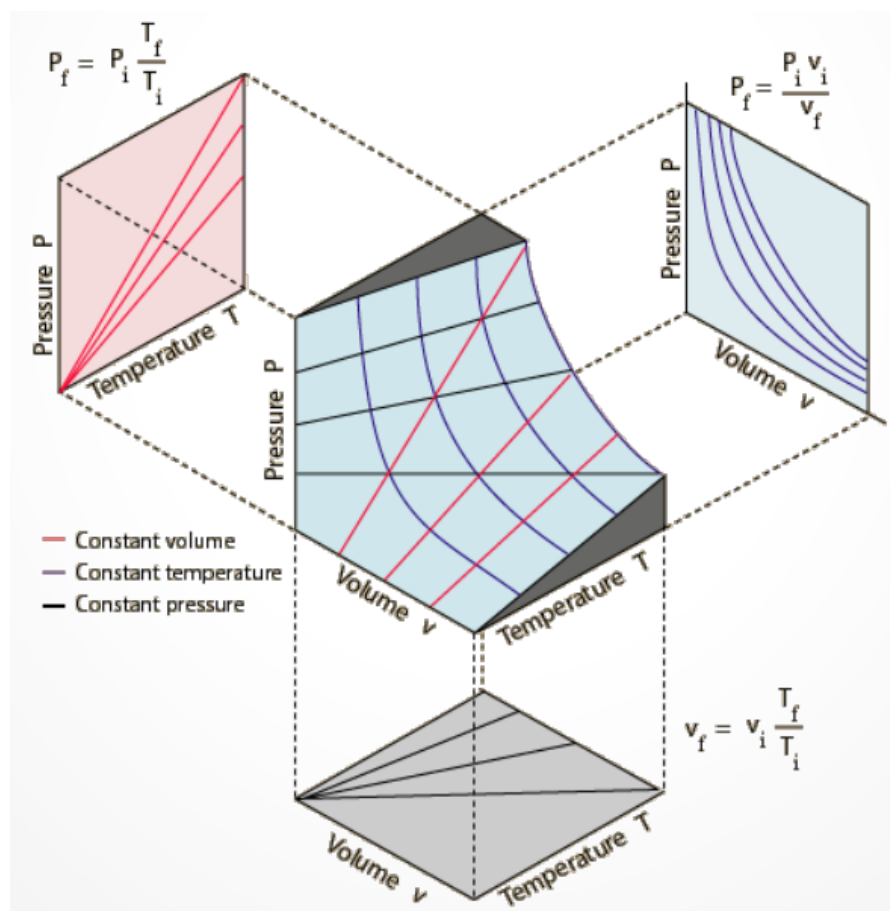 P_f = P_i T_f / T_i
P_f = P_i v_i / v_f
Pressure P
Temperature T
Pressure P
Volume v
Pressure P
Volume v
Temperature T
Constant volume
Constant temperature
Constant pressure
v_f = v_i T_f / T_i
Volume v
Temperature T